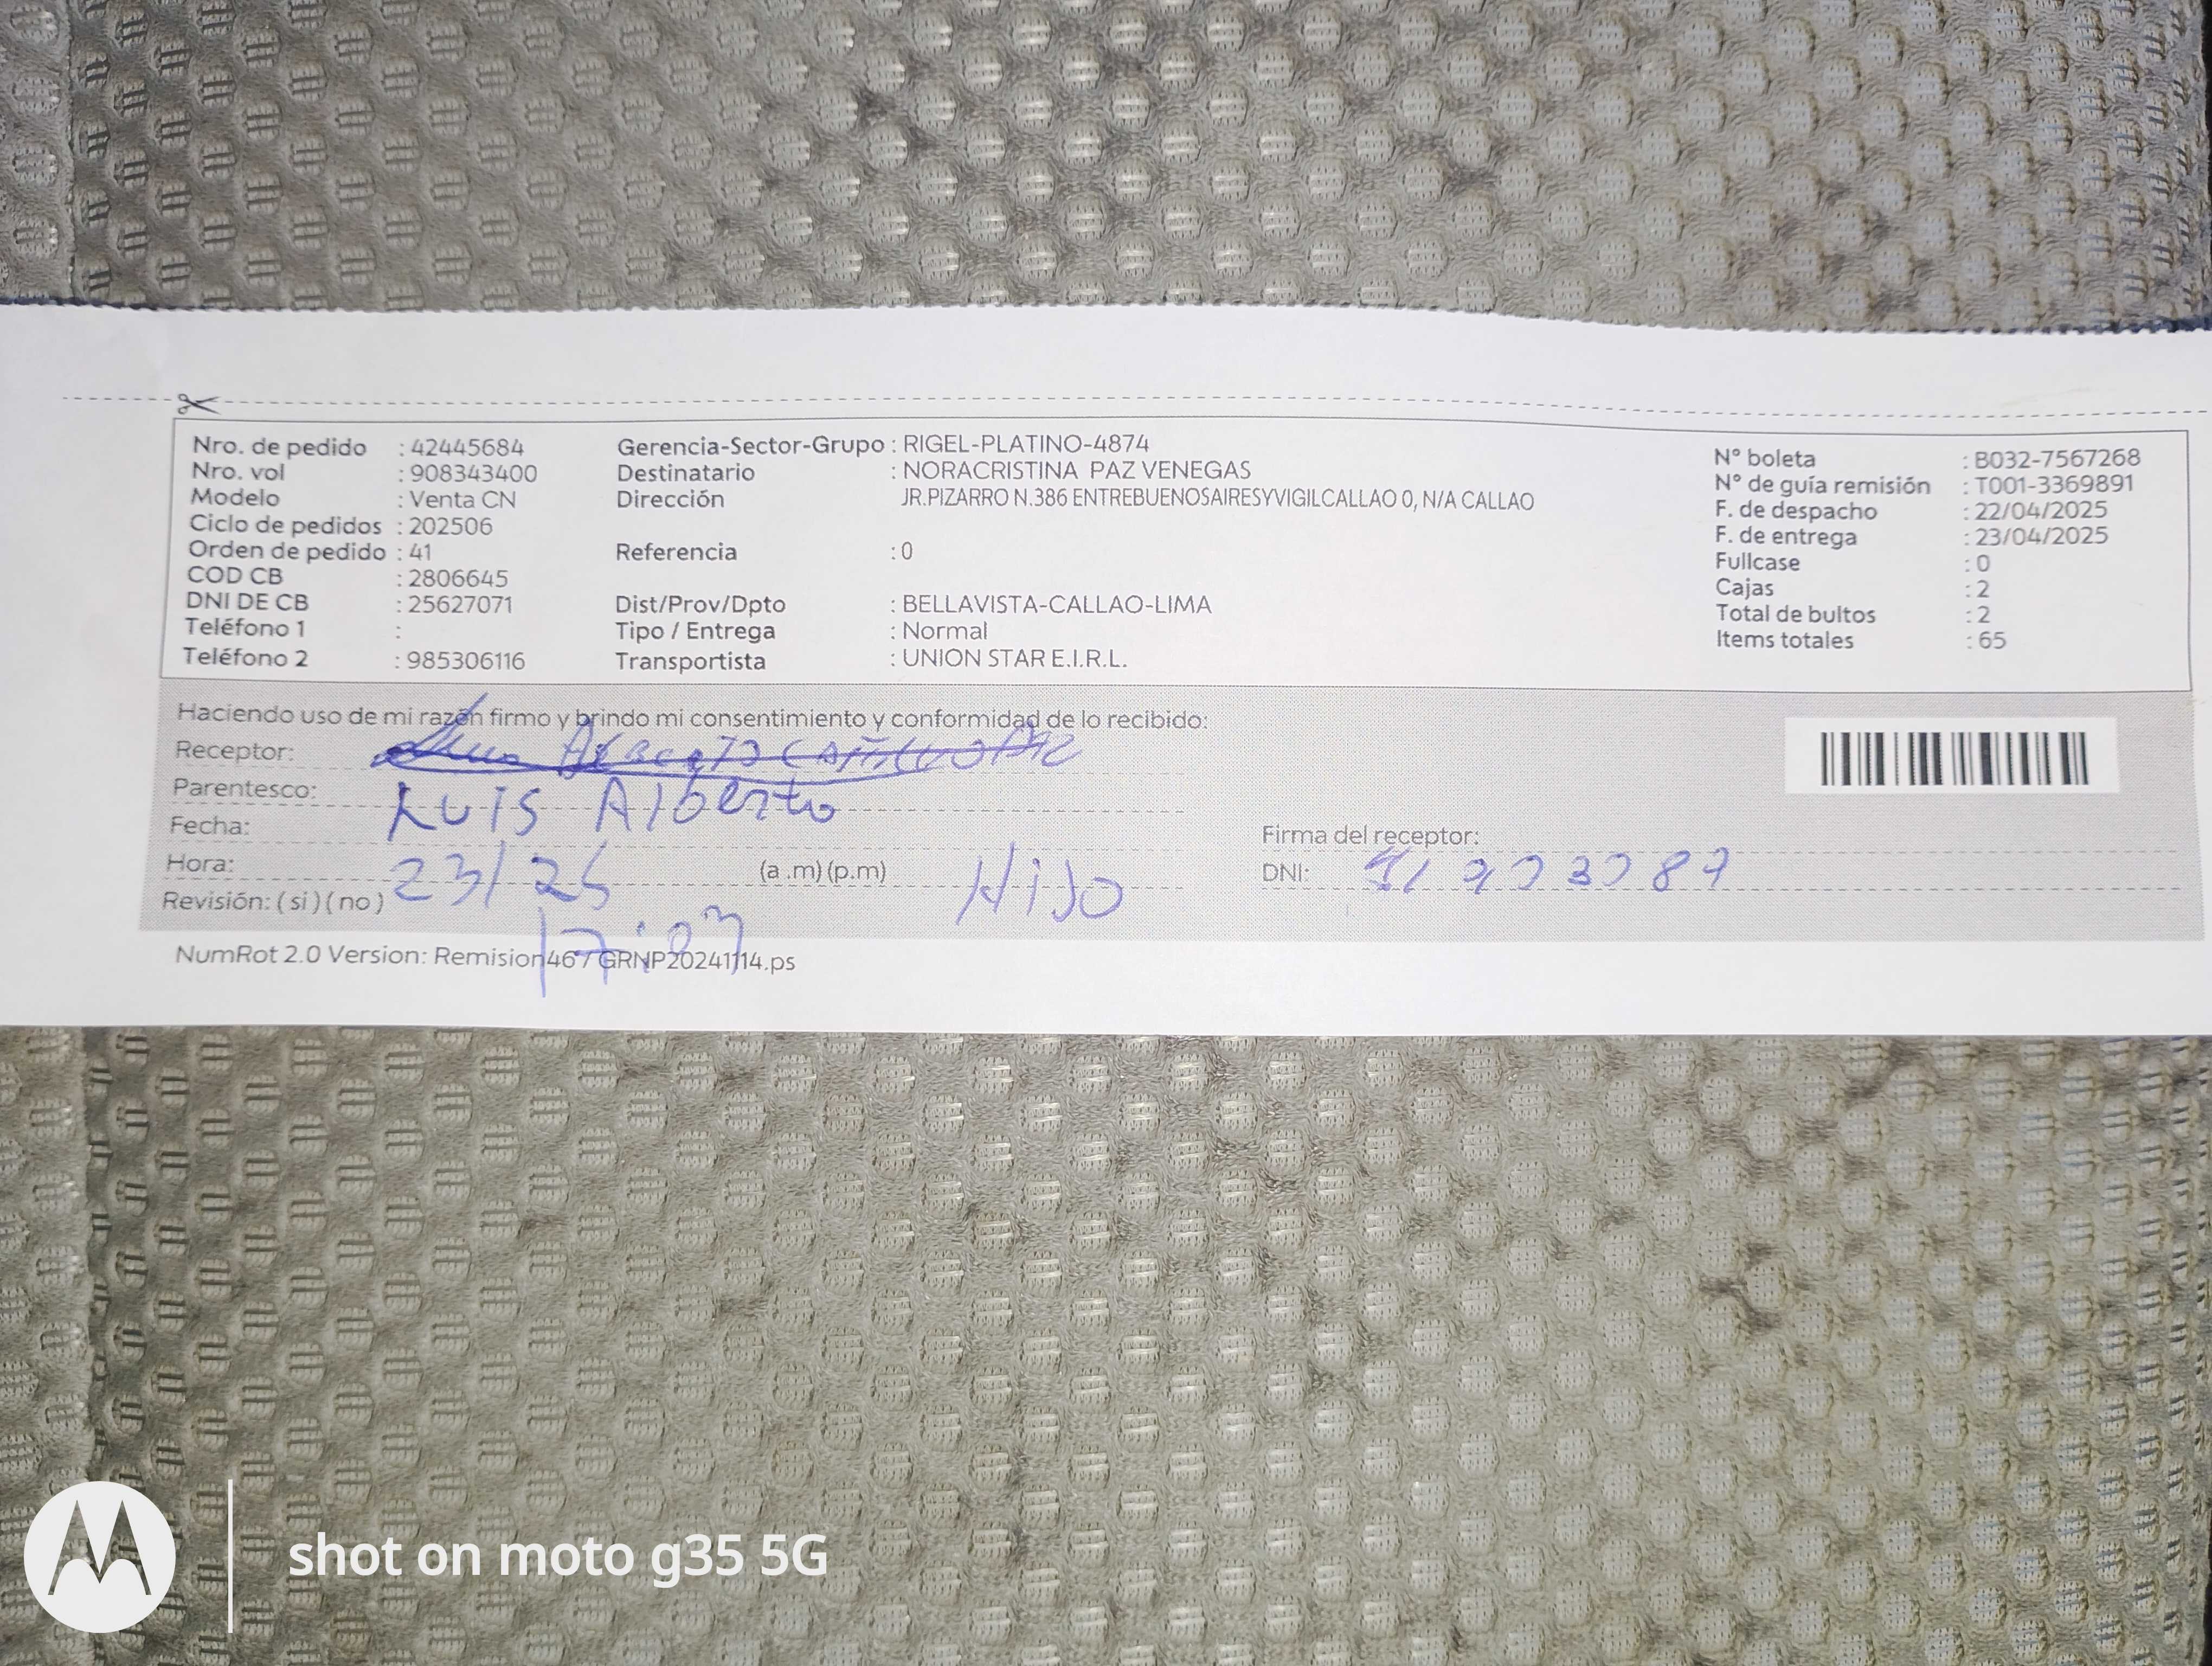 Nro. de pedido : 42445684 Gerencia-Sector-Grupo : RIGEL-PLATINO-4874 N° boleta : B032-7567268
Nro. vol : 908343400 Destinatario : NORACRISTINA PAZ VENEGAS N° de guía remisión : T001-3369891
Modelo : Venta CN Dirección JR.PIZARRO N.386 ENTREBUENOSAIRESYVIGILCALLAO 0, N/A CALLAO F. de despacho : 22/04/2025
Ciclo de pedidos : 202506 F. de entrega : 23/04/2025
Orden de pedido : 41 Referencia : 0 Fullcase : 0
COD CB : 2806645 Cajas : 2
DNI DE CB : 25627071 Dist/Prov/Dpto : BELLAVISTA-CALLAO-LIMA Total de bultos : 2
Teléfono 1 : Tipo / Entrega : Normal Items totales : 65
Teléfono 2 : 985306116 Transportista : UNION STAR E.I.R.L.
Haciendo uso de mi razón firmo y brindo mi consentimiento y conformidad de lo recibido:
Receptor:
Parentesco: Luis Alberto
Fecha: Firma del receptor:
Hora: 23/25 (a .m) (p.m) Hijo DNI:
Revisión: ( si ) ( no )
NumRot 2.0 Version: Remision467GRNP20241114.ps
shot on moto g35 5G